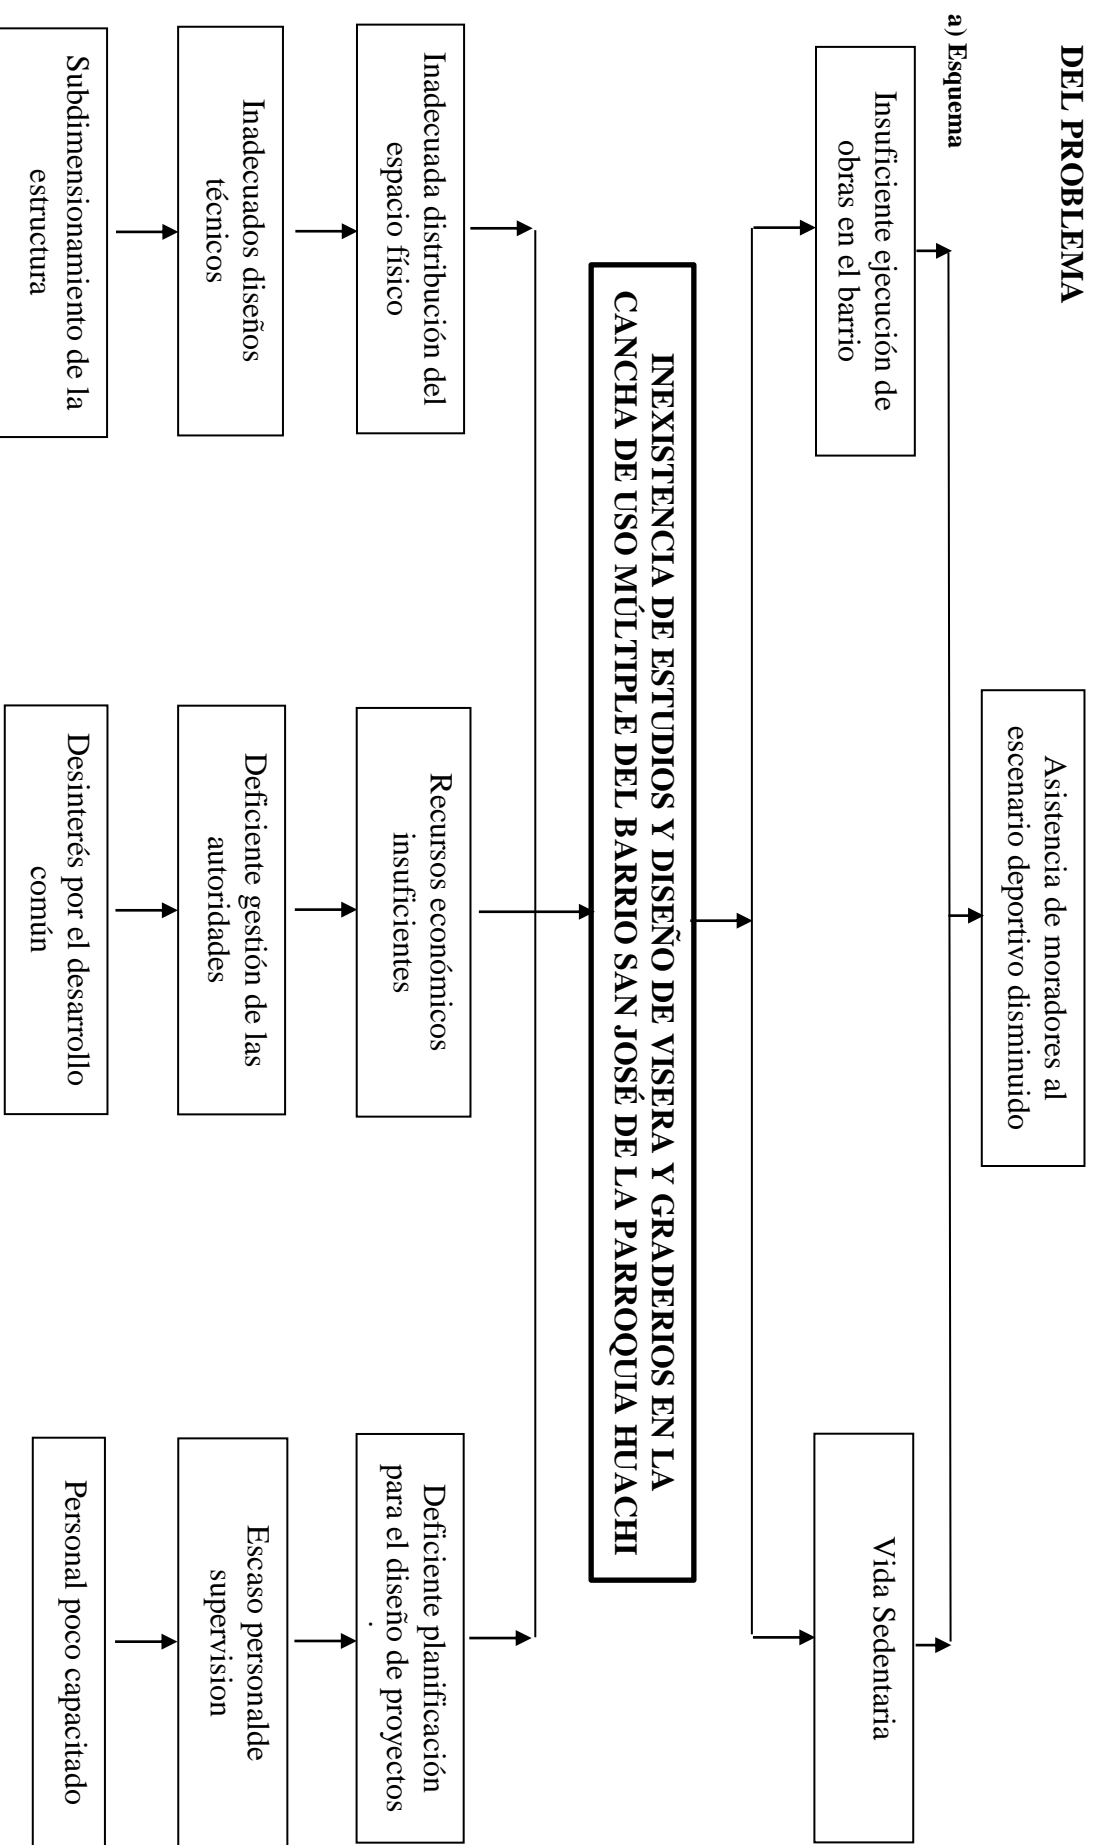 DEL PROBLEMA
a) Esquema
Asistencia de moradores al
escenario deportivo disminuido
Insuficiente ejecución de
obras en el barrio
Vida Sedentaria
INEXISTENCIA DE ESTUDIOS Y DISEÑO DE VISERA Y GRADERIOS EN LA
CANCHA DE USO MÚLTIPLE DEL BARRIO SAN JOSÉ DE LA PARROQUIA HUACHI
Inadecuada distribución del
espacio físico
Recursos económicos
insuficientes
Deficiente planificación
para el diseño de proyectos
.
Inadecuados diseños
técnicos
Deficiente gestión de las
autoridades
Escaso personalde
supervision
Subdimensionamiento de la
estructura
Desinterés por el desarrollo
común
Personal poco capacitado